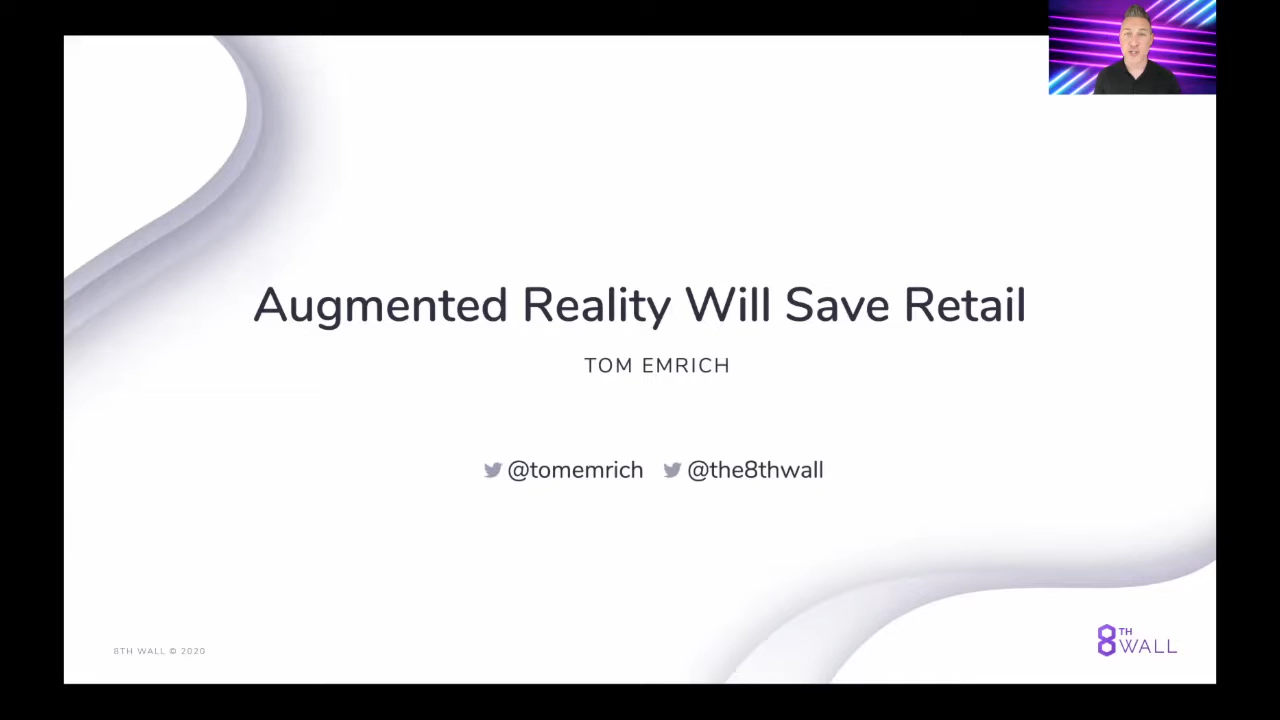 Augmented Reality Will Save Retail
TOM EMRICH
@tomemrich @the8thwall
8TH WALL © 2020
8TH WALL